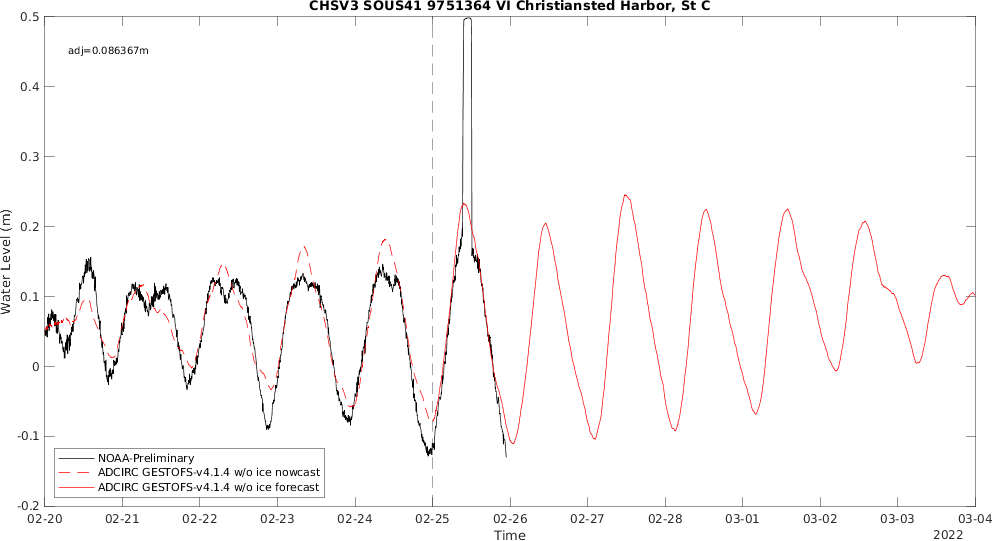 CHSV3 SOUS41 9751364 VI Christiansted Harbor, St C
adj=0.086367m
0.5
0.4
0.3
0.2
0.1
0
-0.1
-0.2
Water Level (m)
NOAA-Preliminary
ADCIRC GESTOFS-v4.1.4 w/o ice nowcast
ADCIRC GESTOFS-v4.1.4 w/o ice forecast
02-20 02-21 02-22 02-23 02-24 02-25 02-26 02-27 02-28 03-01 03-02 03-03 03-04
Time
2022